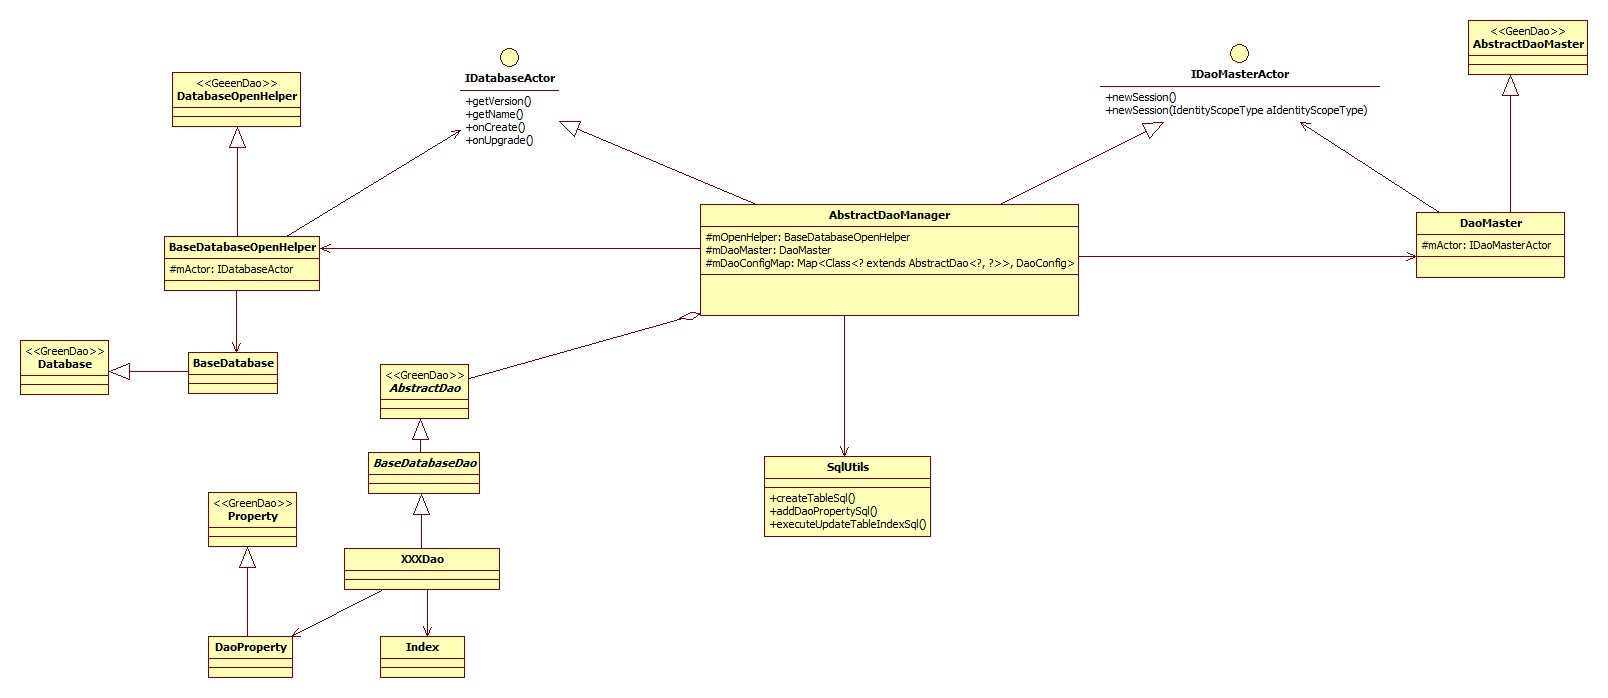 <<GeenDao>>
AbstractDaoMaster
IDatabaseActor
+getVersion()
+getName()
+onCreate()
+onUpgrade()
IDaoMasterActor
+newSession()
+newSession(IdentityScopeType aIdentityScopeType)
<<GeeenDao>>
DatabaseOpenHelper
AbstractDaoManager
#mOpenHelper: BaseDatabaseOpenHelper
#mDaoMaster: DaoMaster
#mDaoConfigMap: Map<Class<? extends AbstractDao<?, ?>>, DaoConfig>
DaoMaster
#mActor: IDaoMasterActor
BaseDatabaseOpenHelper
#mActor: IDatabaseActor
<<GreenDao>>
Database
BaseDatabase
<<GreenDao>>
AbstractDao
BaseDatabaseDao
SqlUtils
+createTableSql()
+addDaoPropertySql()
+executeUpdateTableIndexSql()
<<GreenDao>>
Property
XXXDao
DaoProperty
Index